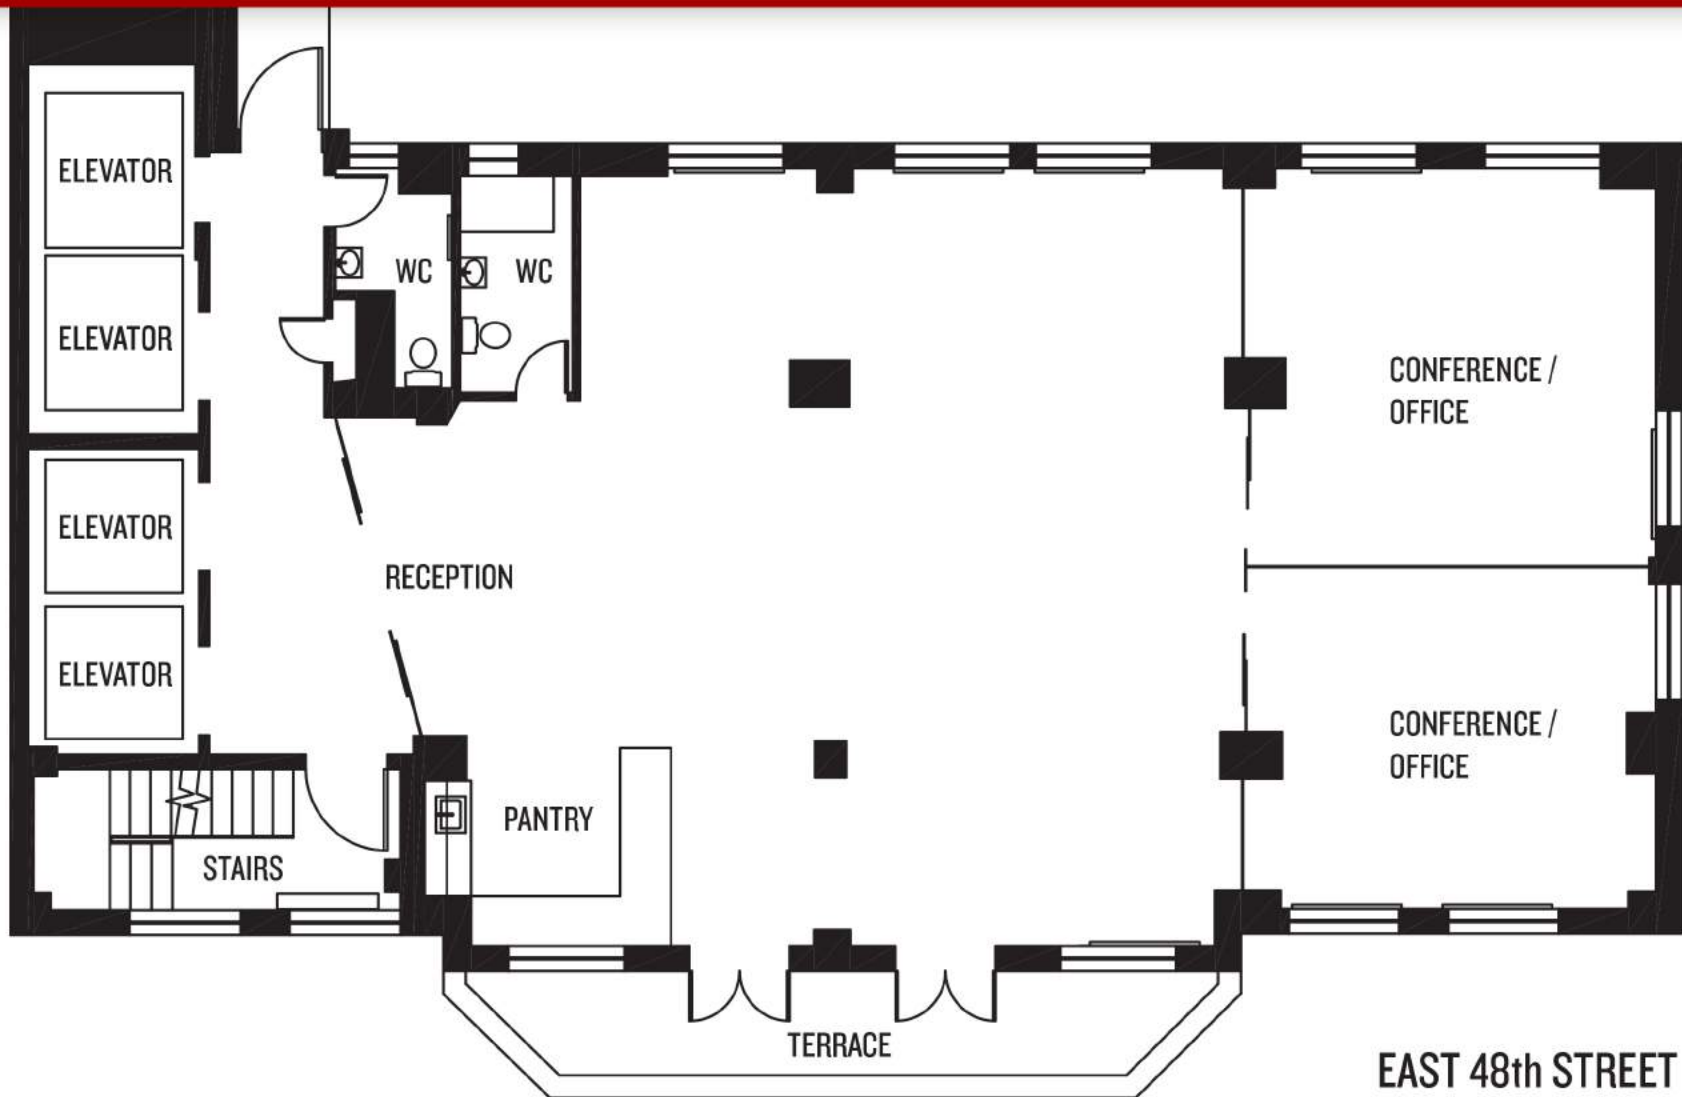 ELEVATOR
WC
WC
ELEVATOR
CONFERENCE /
OFFICE
ELEVATOR
RECEPTION
ELEVATOR
CONFERENCE /
OFFICE
PANTRY
STAIRS
TERRACE
EAST 48th STREET